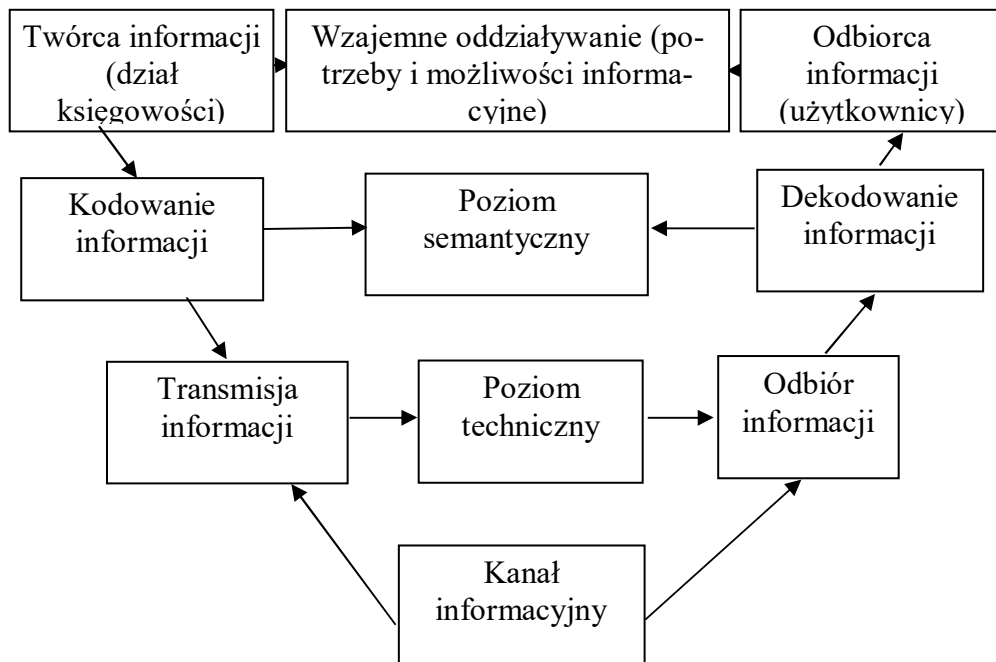 Twórca informacji
(dział
księgowości)
Wzajemne oddziaływanie (po-
trzeby i możliwości informa-
cyjne)
Odbiorca
informacji
(użytkownicy)
Kodowanie
informacji
Poziom
semantyczny
Dekodowanie
informacji
Transmisja
informacji
Poziom
techniczny
Odbiór
informacji
Kanał
informacyjny